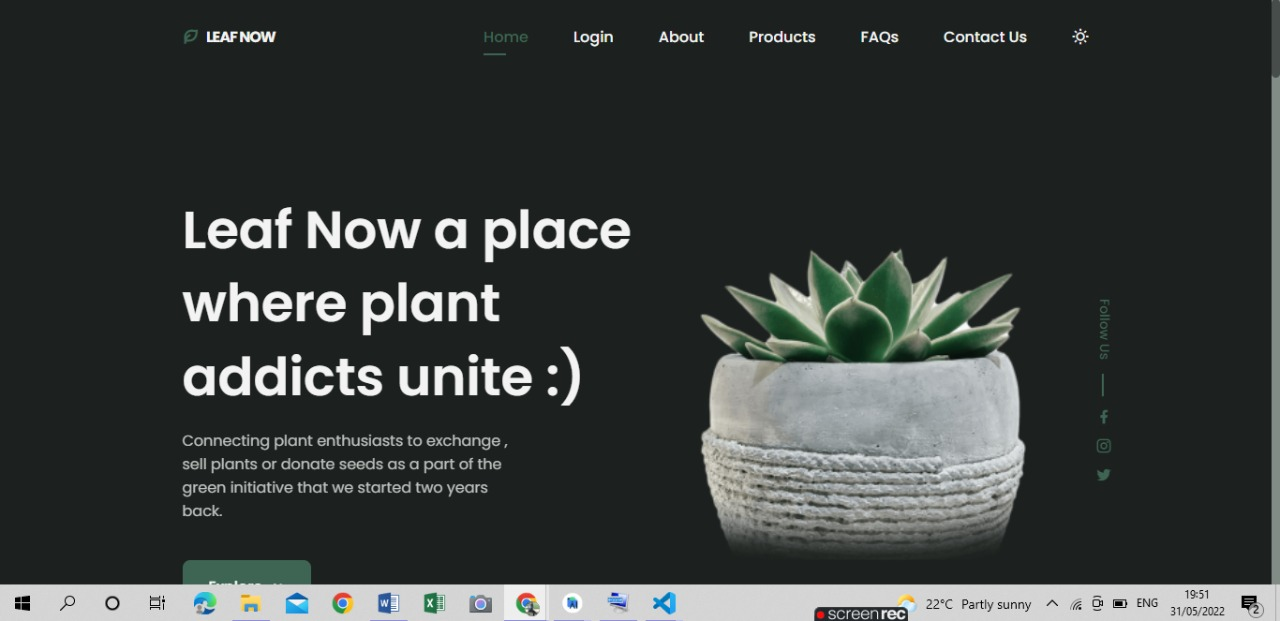 LEAF NOW
Home
Login
About
Products
FAQs
Contact Us
Leaf Now a place
where plant
addicts unite :)
Connecting plant enthusiasts to exchange ,
sell plants or donate seeds as a part of the
green initiative that we started two years
back.
Explore
Follow Us
screenrec
22°C Partly sunny
ENG
19:51
31/05/2022
2